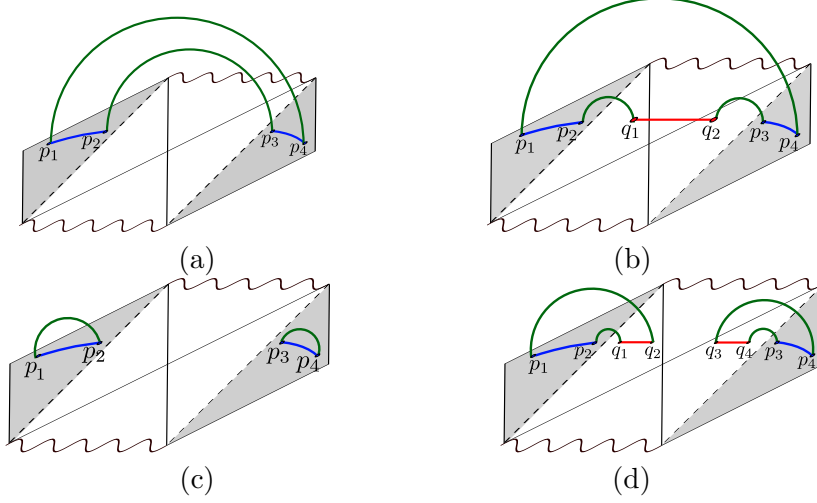 p₁ p₂ p₃ p₄
(a)
p₁ p₂ q₁ q₂ p₃ p₄
(b)
p₁ p₂ p₃ p₄
(c)
p₁ p₂ q₁ q₂ q₃ q₄ p₃ p₄
(d)